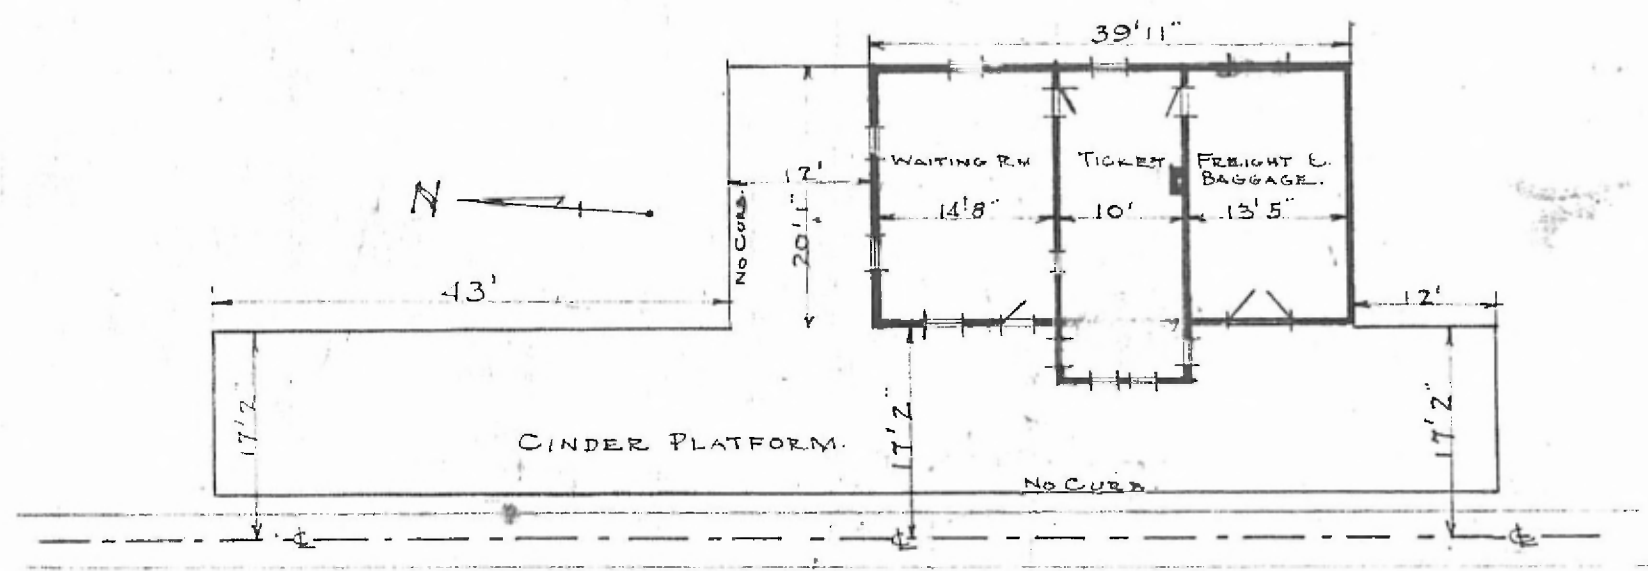 39'11"
WAITING RM
TICKET
FREIGHT &
BAGGAGE.
12'
NO CURB.
20'1"
14'8"
10'
13'5"
N
43'
12'
17'2"
17'2"
17'2"
CINDER PLATFORM.
NO CURB
℄
℄
℄